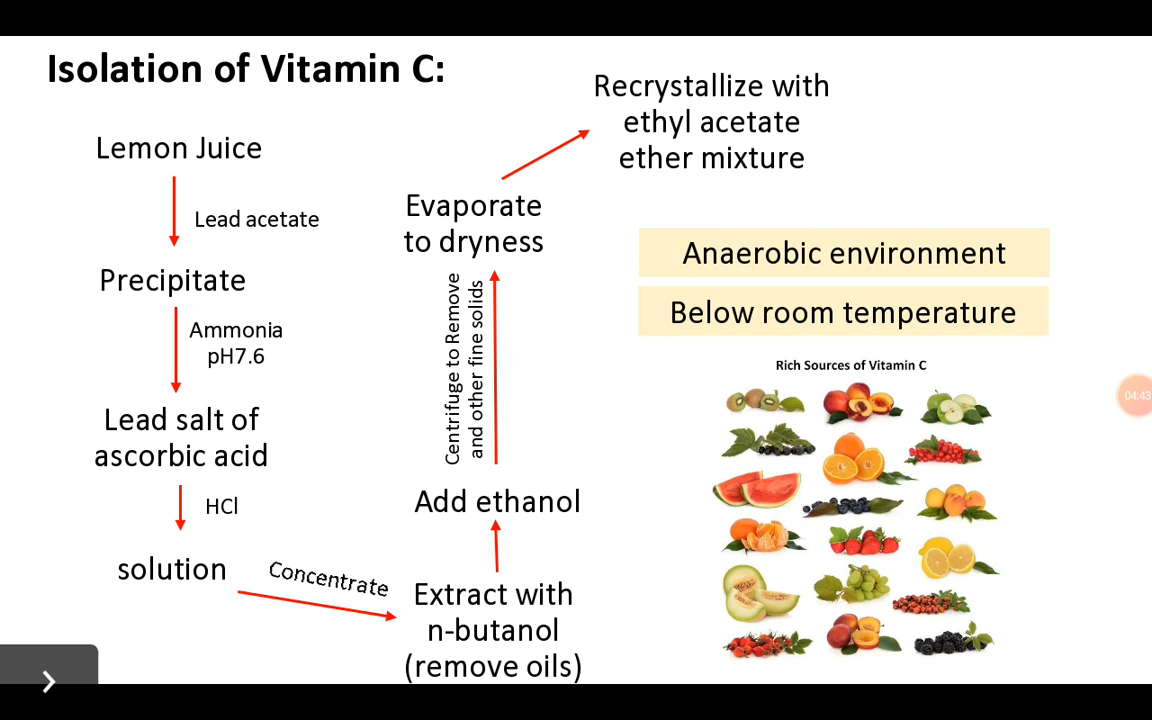 Isolation of Vitamin C:
Lemon Juice
Lead acetate
Precipitate
Ammonia
pH7.6
Lead salt of
ascorbic acid
HCl
solution
Concentrate
Extract with
n-butanol
(remove oils)
Add ethanol
Centrifuge to Remove
and other fine solids
Evaporate
to dryness
Recrystallize with
ethyl acetate
ether mixture
Anaerobic environment
Below room temperature
Rich Sources of Vitamin C
04:43